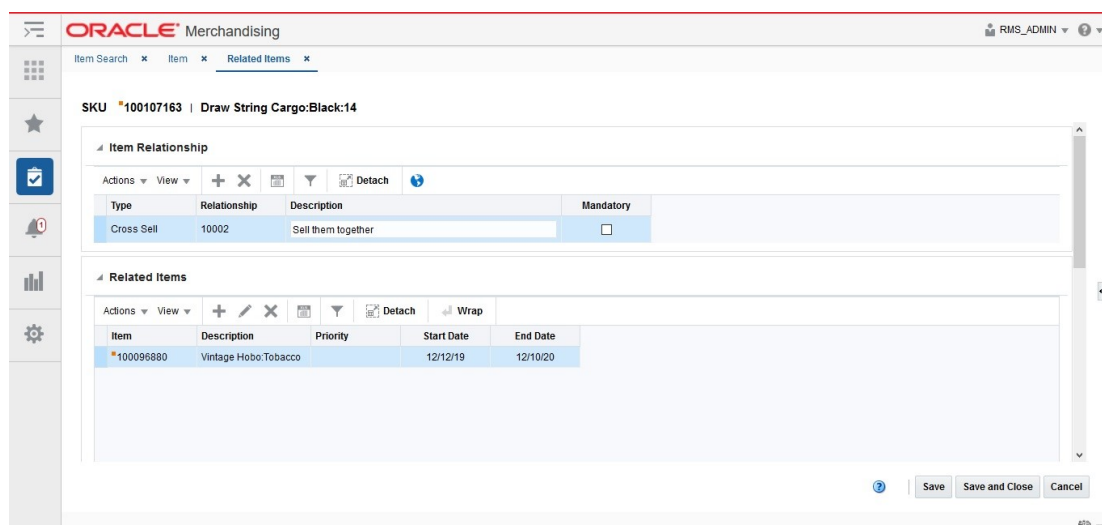 ORACLE® Merchandising RMS_ADMIN
Item Search Item Related Items
SKU 100107163 | Draw String Cargo:Black:14
Item Relationship
Actions View Detach
Type Relationship Description Mandatory
Cross Sell 10002 Sell them together
1
Related Items
Actions View Detach Wrap
Item Description Priority Start Date End Date
100096880 Vintage Hobo:Tobacco 12/12/19 12/10/20
Save Save and Close Cancel